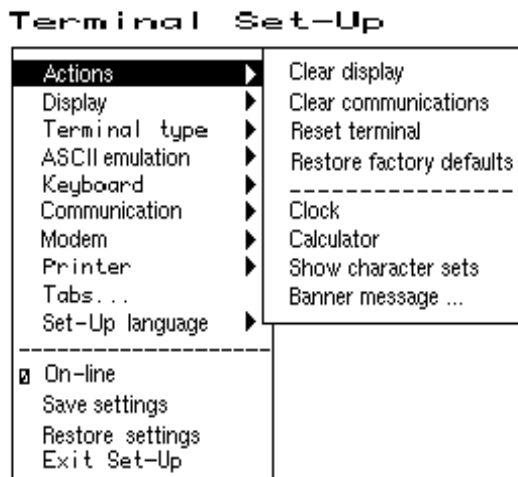 Terminal Set-Up
Actions
Display
Terminal type
ASCII emulation
Keyboard
Communication
Modem
Printer
Tabs...
Set-Up language
On-line
Save settings
Restore settings
Exit Set-Up
Clear display
Clear communications
Reset terminal
Restore factory defaults
Clock
Calculator
Show character sets
Banner message ...